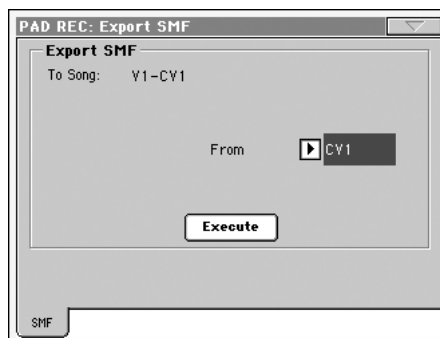 PAD REC: Export SMF
Export SMF
To Song: V1-CV1
From CV1
Execute
SMF